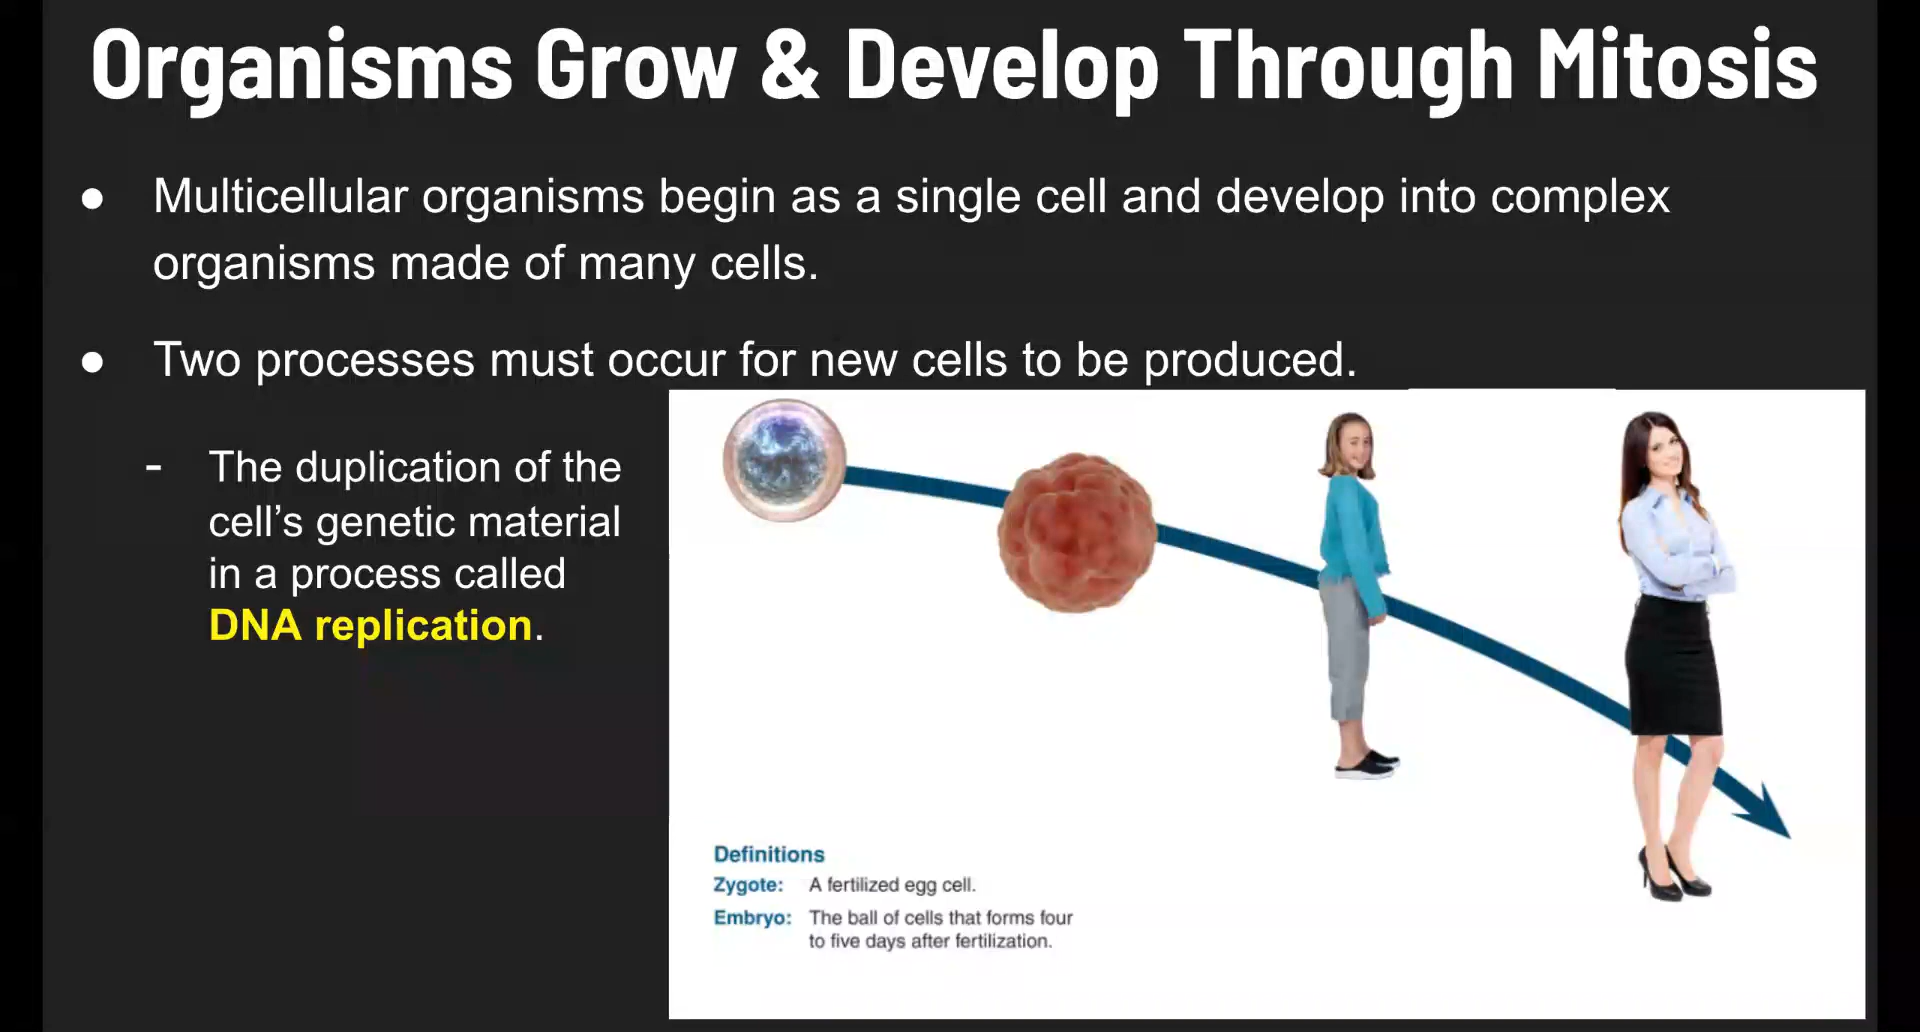 Organisms Grow & Develop Through Mitosis
● Multicellular organisms begin as a single cell and develop into complex
organisms made of many cells.
● Two processes must occur for new cells to be produced.
- The duplication of the
cell’s genetic material
in a process called
DNA replication.
Definitions
Zygote: A fertilized egg cell.
Embryo: The ball of cells that forms four
to five days after fertilization.